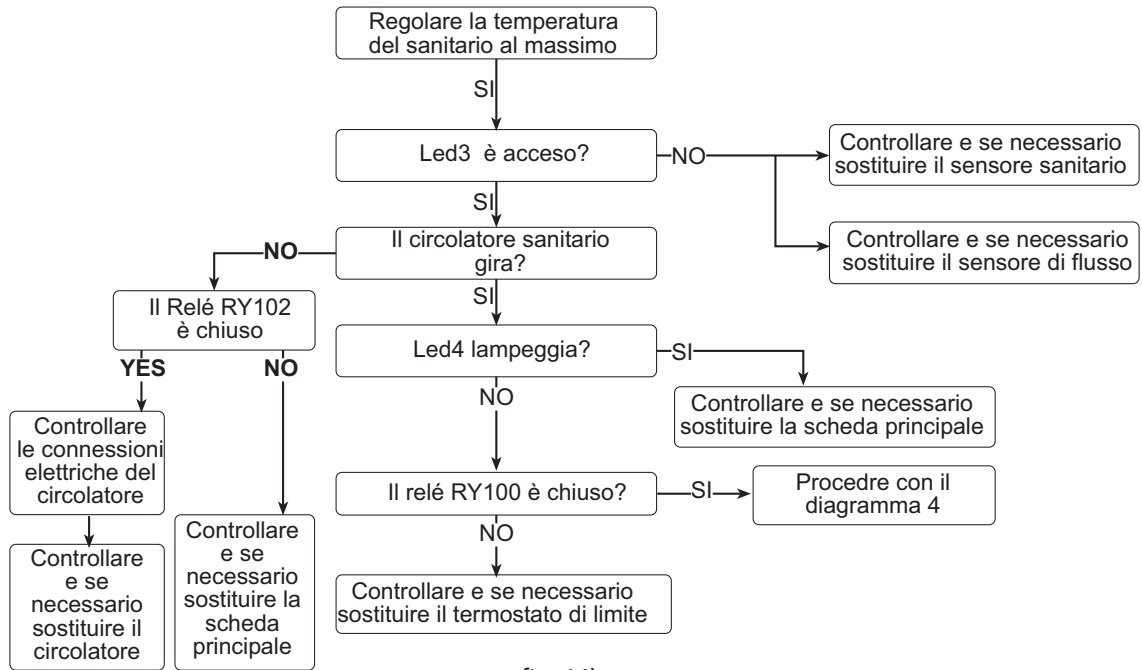 Regolare la temperatura
del sanitario al massimo
SI
Led3 è acceso?
NO
Controllare e se necessario
sostituire il sensore sanitario
SI
Controllare e se necessario
sostituire il sensore di flusso
Il circolatore sanitario
gira?
NO
SI
Il Relé RY102
è chiuso
Led4 lampeggia?
SI
YES
NO
NO
Controllare e se necessario
sostituire la scheda principale
Controllare
le connessioni
elettriche del
circolatore
Il relé RY100 è chiuso?
SI
Procedre con il
diagramma 4
NO
Controllare
e se
necessario
sostituire la
scheda
principale
Controllare
e se
necessario
sostituire il
circolatore
Controllare e se necessario
sostituire il termostato di limite